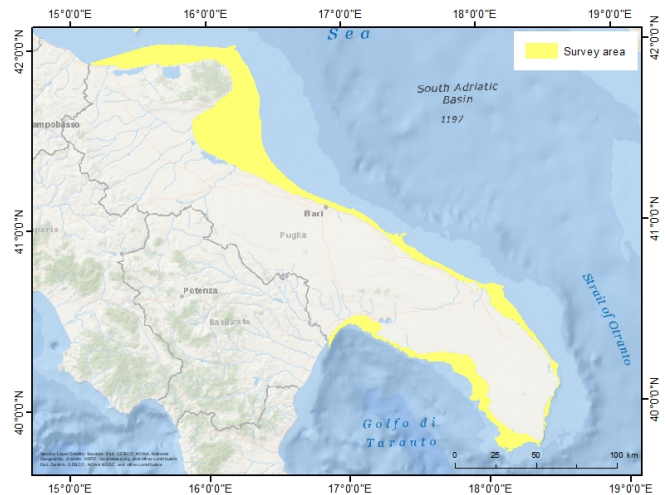 15°0'0"E 16°0'0"E 17°0'0"E 18°0'0"E 19°0'0"E
42°0'0"N
41°0'0"N
40°0'0"N
Sea
Survey area
South Adriatic
Basin
1197
ampobasso
Bari
Puglia
pania
Potenza
Basilicata
Strait of Otranto
Golfo di
Taranto
0 25 50 100 km
42°0'0"N
41°0'0"N
40°0'0"N
15°0'0"E 16°0'0"E 17°0'0"E 18°0'0"E 19°0'0"E